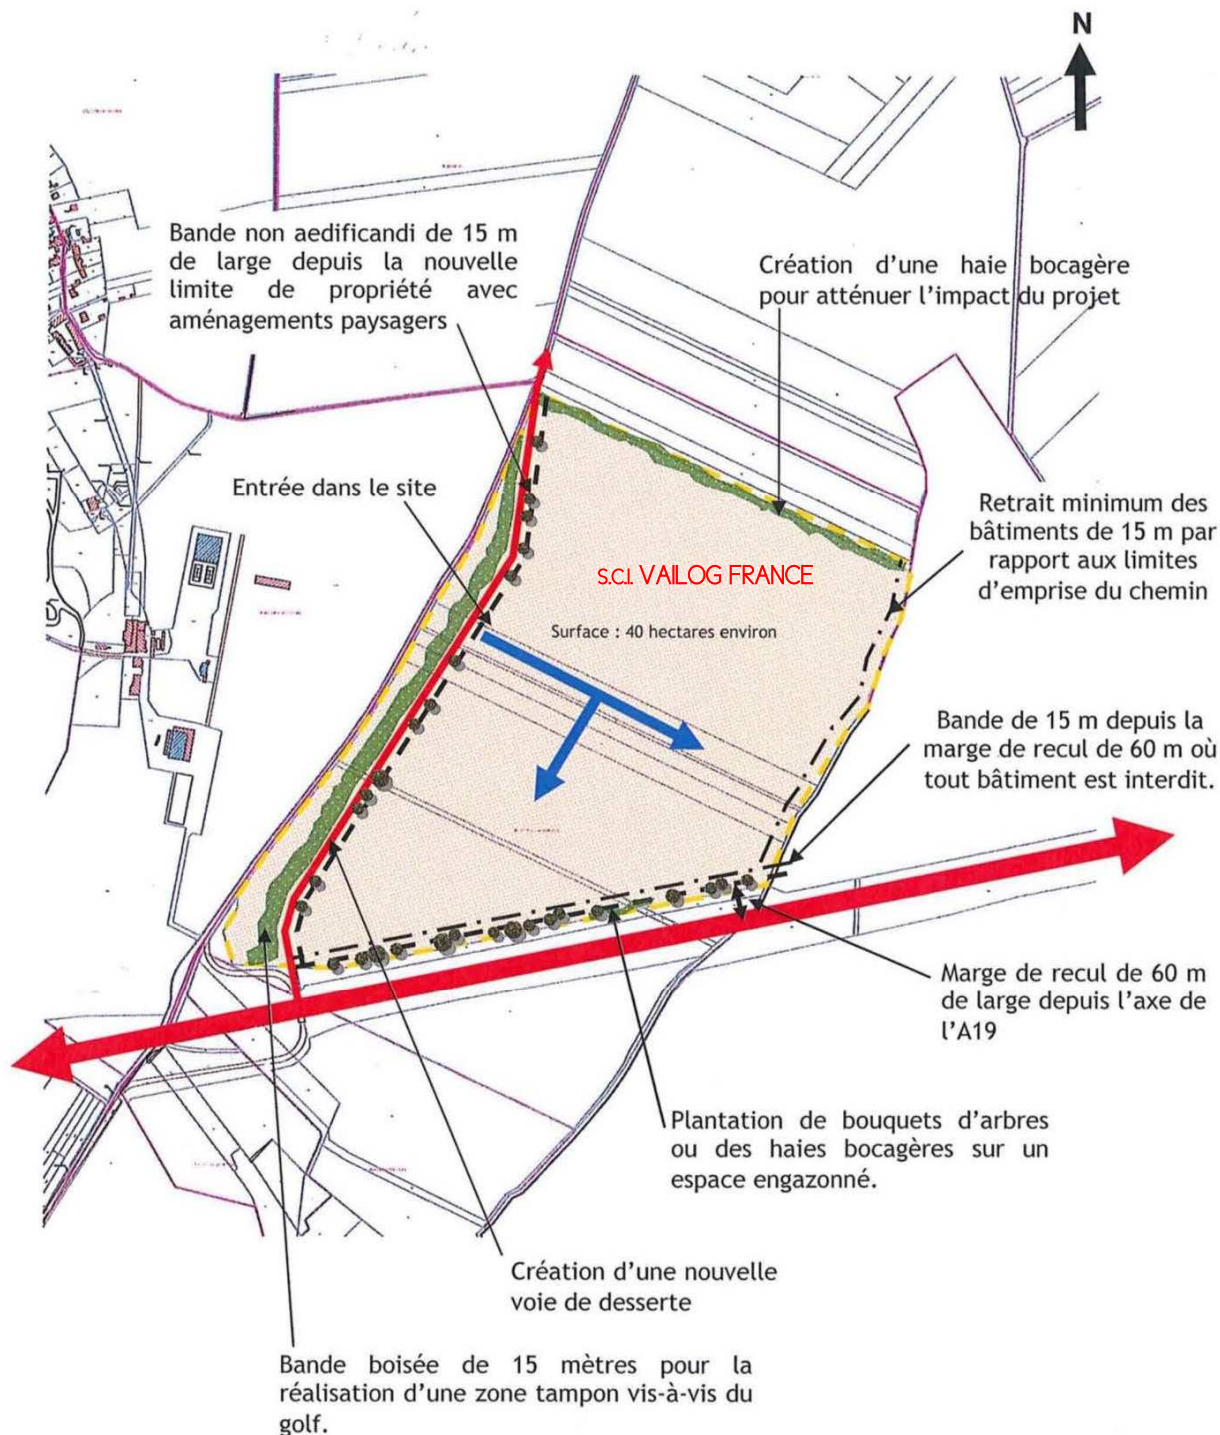 N
Bande non aedificandi de 15 m
de large depuis la nouvelle
limite de propriété avec
aménagements paysagers
Création d'une haie bocagère
pour atténuer l'impact du projet
Entrée dans le site
Retrait minimum des
bâtiments de 15 m par
rapport aux limites
d'emprise du chemin
S.C.I. VAILOG FRANCE
Surface : 40 hectares environ
Bande de 15 m depuis la
marge de recul de 60 m où
tout bâtiment est interdit.
Marge de recul de 60 m
de large depuis l'axe de
l'A19
Plantation de bouquets d'arbres
ou des haies bocagères sur un
espace engazonné.
Création d'une nouvelle
voie de desserte
Bande boisée de 15 mètres pour la
réalisation d'une zone tampon vis-à-vis du
golf.